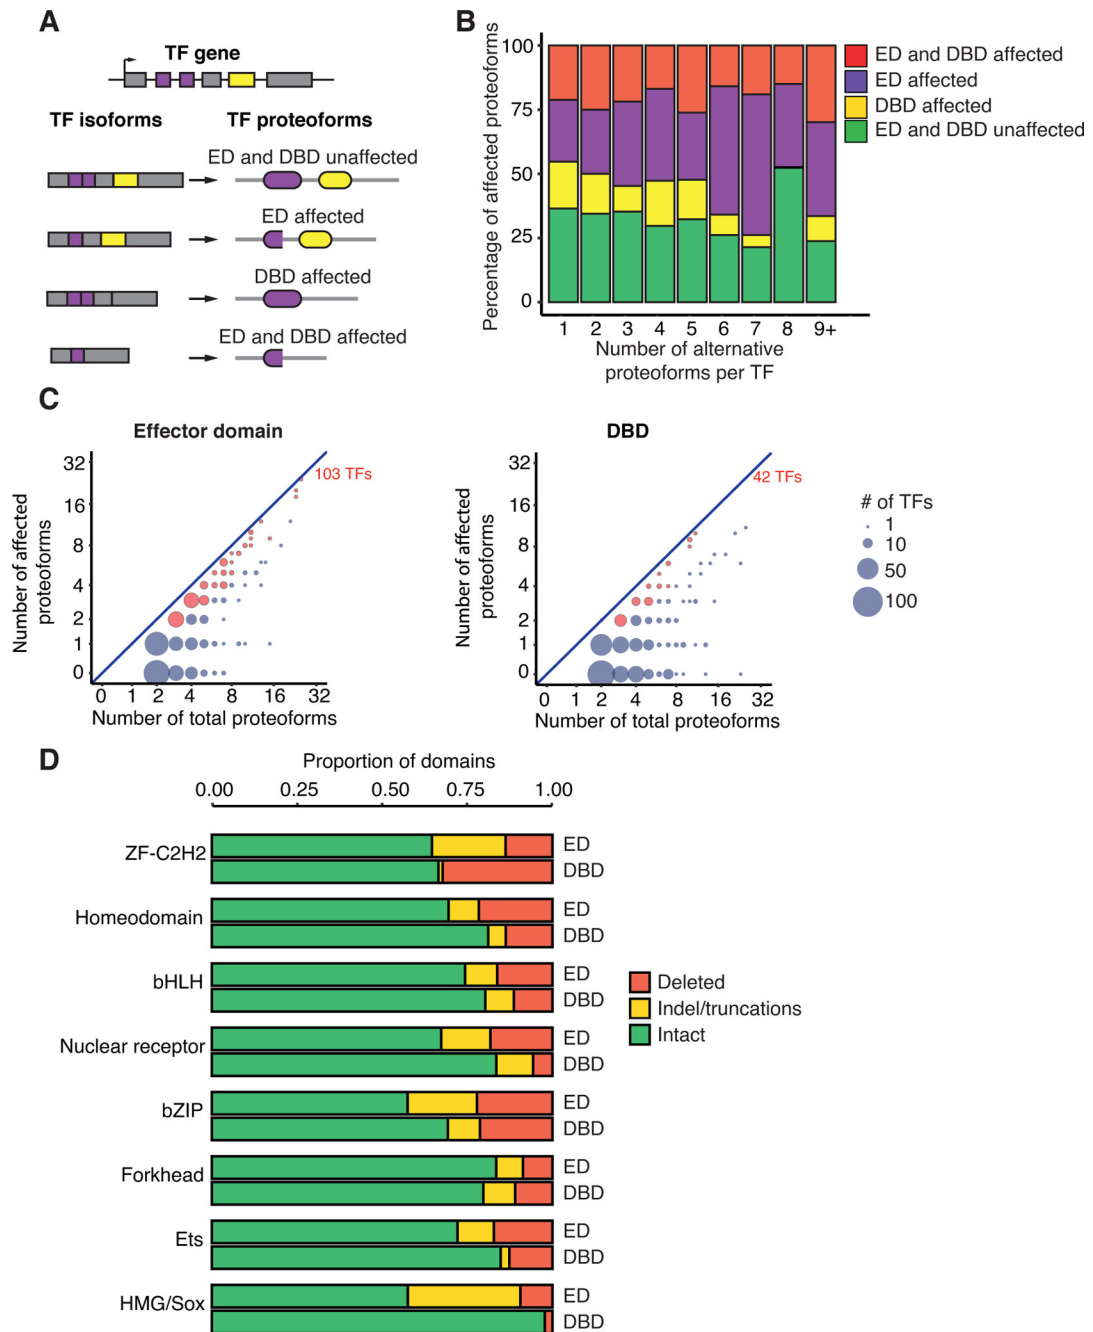 A
TF gene
TF isoforms
TF proteoforms
ED and DBD unaffected
ED affected
DBD affected
ED and DBD affected
B
Percentage of affected proteoforms
100
75
50
25
0
1 2 3 4 5 6 7 8 9+
Number of alternative
proteoforms per TF
ED and DBD affected
ED affected
DBD affected
ED and DBD unaffected
C
Effector domain
Number of affected
proteoforms
32
16
8
4
2
1
0
103 TFs
0 1 2 4 8 16 32
Number of total proteoforms
DBD
Number of affected
proteoforms
32
16
8
4
2
1
0
42 TFs
0 1 2 4 8 16 32
Number of total proteoforms
# of TFs
1
10
50
100
D
Proportion of domains
0.00 0.25 0.50 0.75 1.00
ZF-C2H2
ED
DBD
Homeodomain
ED
DBD
bHLH
ED
DBD
Nuclear receptor
ED
DBD
bZIP
ED
DBD
Forkhead
ED
DBD
Ets
ED
DBD
HMG/Sox
ED
DBD
Deleted
Indel/truncations
Intact